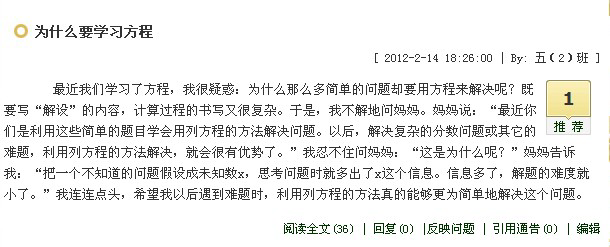 为什么要学习方程
[ 2012-2-14 18:26:00 | By: 五（2）班 ]
最近我们学习了方程，我很疑惑：为什么那么多简单的问题却要用方程来解决呢？既
要写“解设”的内容，计算过程的书写又很复杂。于是，我不解地问妈妈。妈妈说：“最近你
们是利用这些简单的题目学会用列方程的方法解决问题。以后，解决复杂的分数问题或其它的
难题，利用列方程的方法解决，就会很有优势了。”我忍不住问妈妈：“这是为什么呢？”妈妈告诉
我：“把一个不知道的问题假设成未知数x，思考问题时就多出了x这个信息。信息多了，解题的难度就
小了。”我连连点头，希望我以后遇到难题时，利用列方程的方法真的能够更为简单地解决这个问题。
1
推 荐
阅读全文(36) | 回复(0) |反映问题 | 引用通告(0) | 编辑